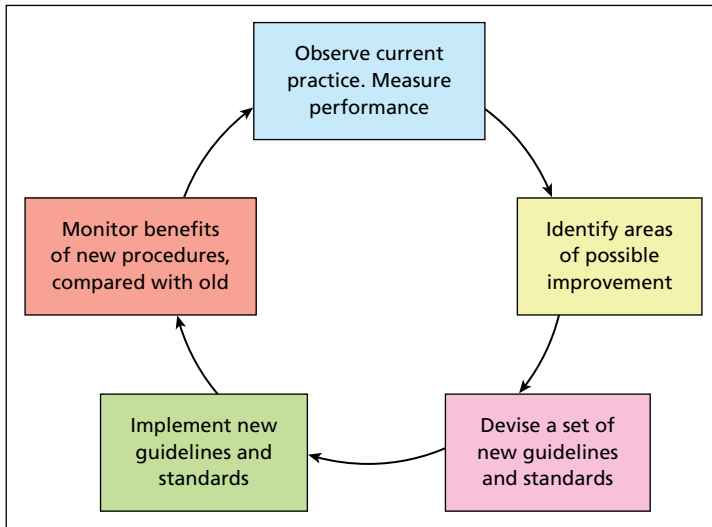 Observe current
practice. Measure
performance
Identify areas
of possible
improvement
Devise a set of
new guidelines
and standards
Implement new
guidelines and
standards
Monitor benefits
of new procedures,
compared with old